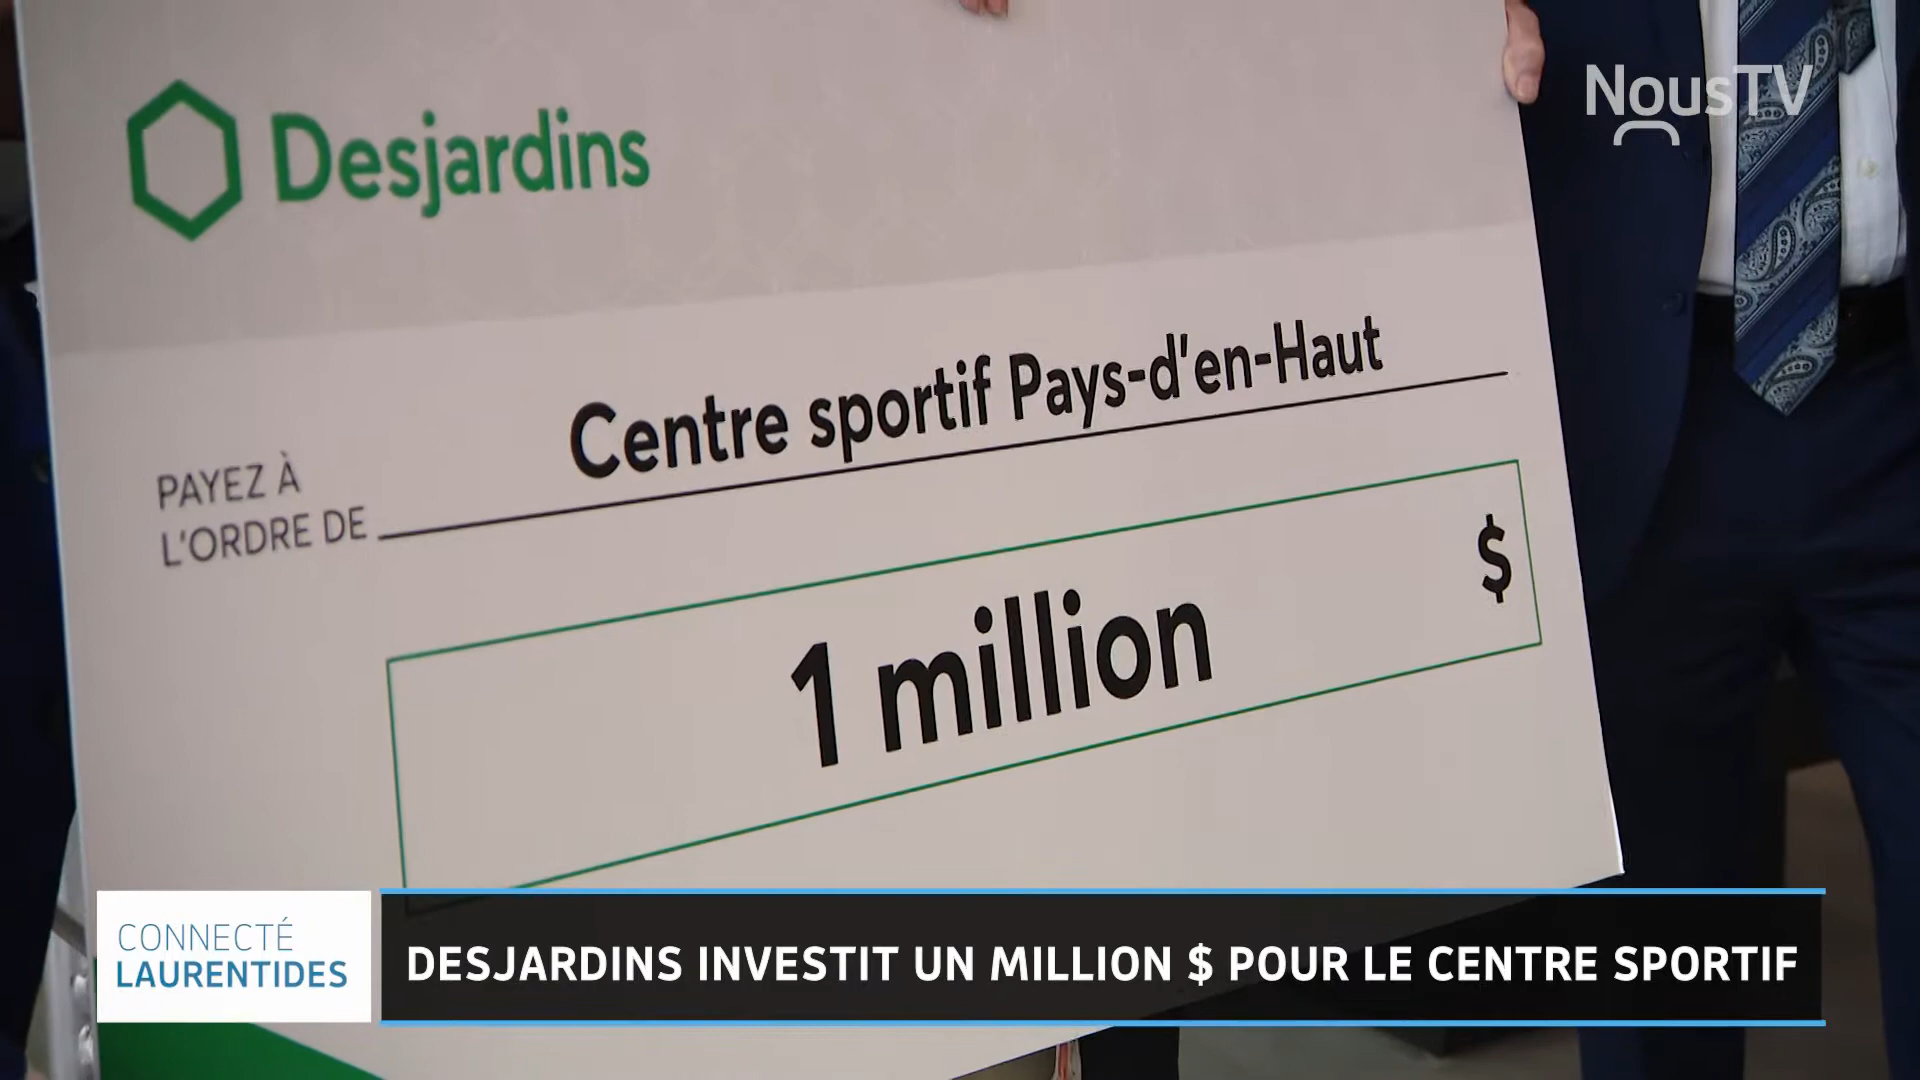 Desjardins
NousTV
Centre sportif Pays-d'en-Haut
PAYEZ À
L'ORDRE DE
$
1 million
CONNECTÉ
LAURENTIDES
DESJARDINS INVESTIT UN MILLION $ POUR LE CENTRE SPORTIF